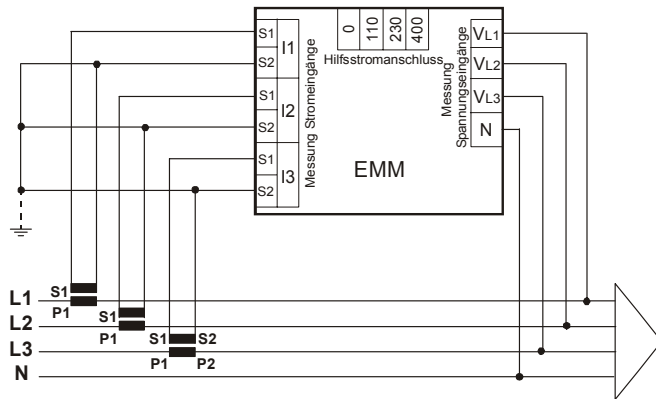 S1
I1
S2
S1
I2
S2
S1
I3
S2
Messung Stromeingänge
0
110
230
400
Hilfsstromanschluss
Messung
Spannungseingänge
VL1
VL2
VL3
N
EMM
L1
S1
P1
L2
S1
P1
L3
S1
S2
P1
P2
N